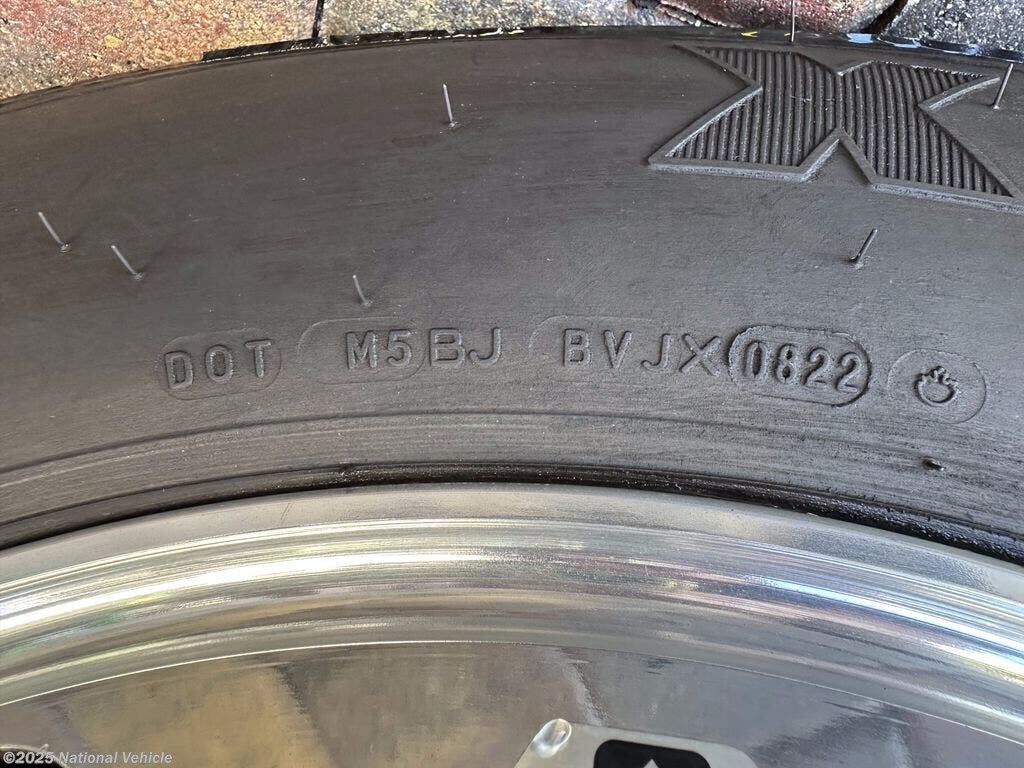 DOT M5BJ BVJX 0822
©2025 National Vehicle